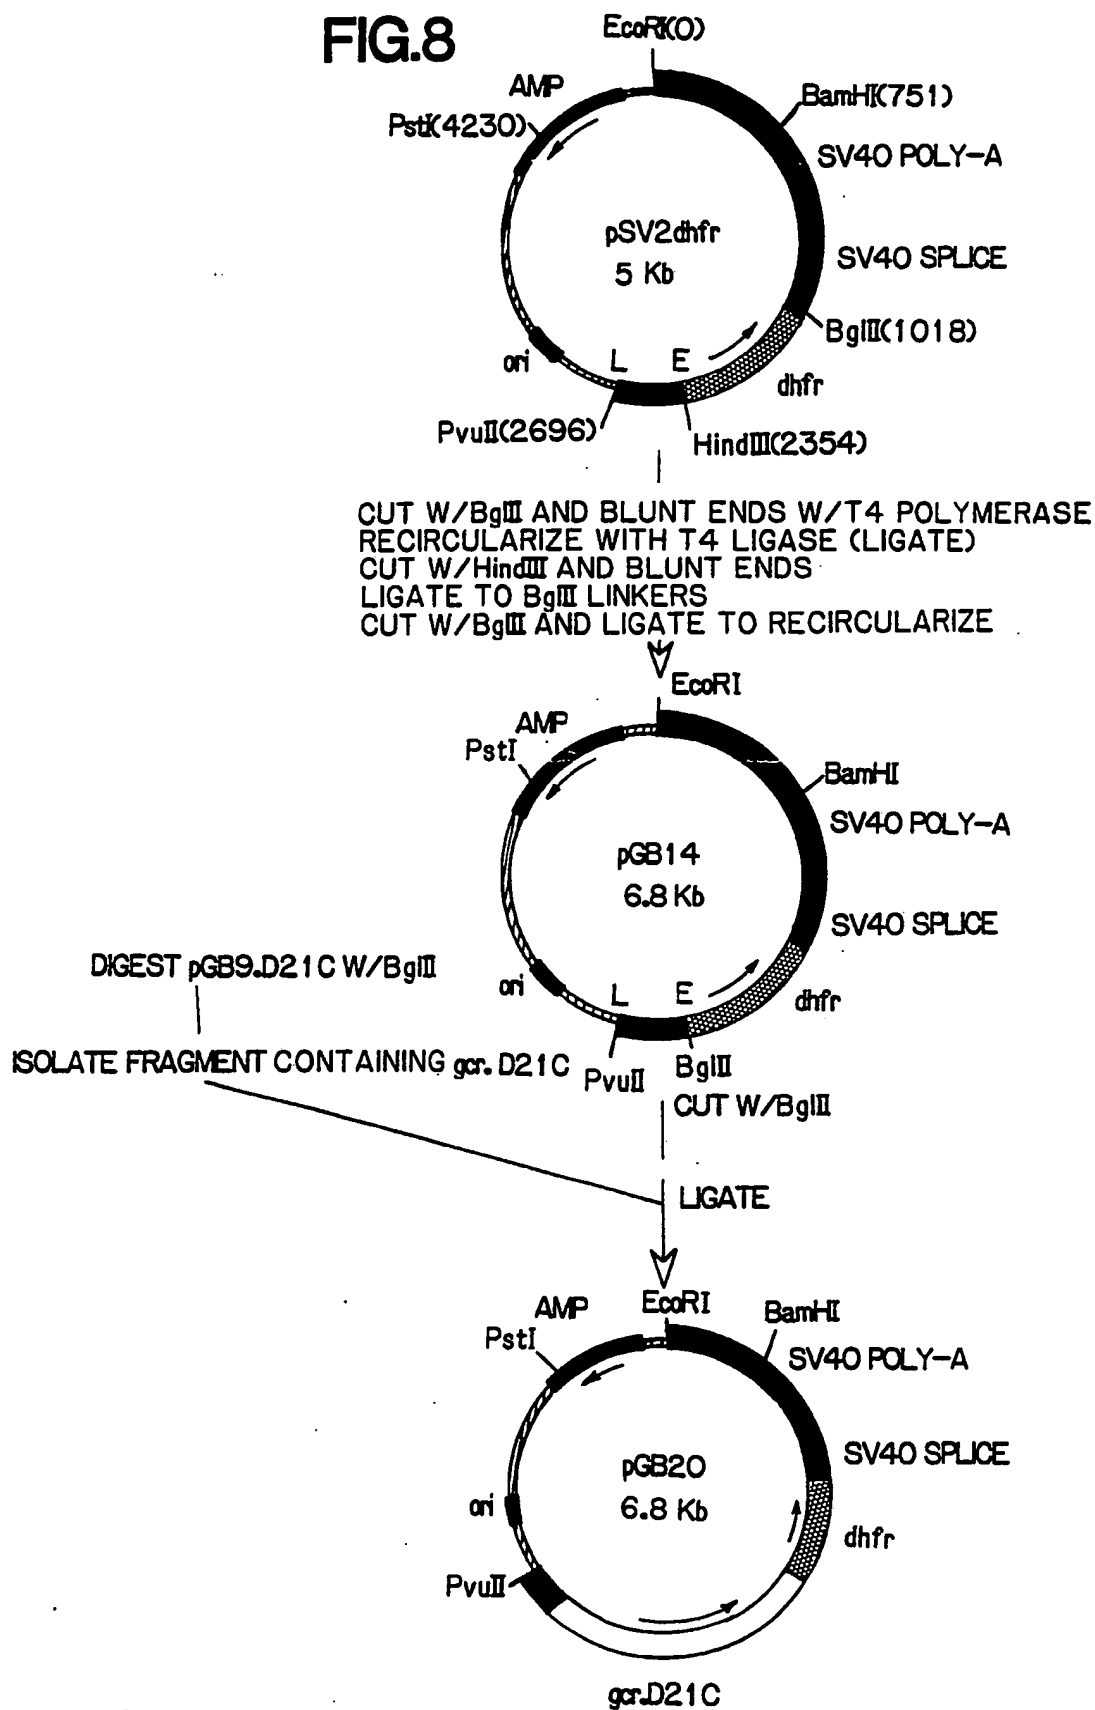 FIG.8
EcoRI(0)
AMP
PstI(4230)
BamHI(751)
SV40 POLY-A
pSV2dhfr
5 Kb
SV40 SPLICE
BglII(1018)
ori
L E
dhfr
PvuII(2696)
HindIII(2354)
CUT W/BglII AND BLUNT ENDS W/T4 POLYMERASE
RECIRCULARIZE WITH T4 LIGASE (LIGATE)
CUT W/HindIII AND BLUNT ENDS
LIGATE TO BglII LINKERS
CUT W/BglII AND LIGATE TO RECIRCULARIZE
EcoRI
AMP
PstI
BamHI
SV40 POLY-A
pGB14
6.8 Kb
SV40 SPLICE
DIGEST pGB9.D21C W/BglII
ori
L E
dhfr
ISOLATE FRAGMENT CONTAINING gcr.D21C
PvuII
BglII
CUT W/BglII
LIGATE
AMP
EcoRI
BamHI
PstI
SV40 POLY-A
pGB20
6.8 Kb
SV40 SPLICE
ori
dhfr
PvuII
gcr.D21C